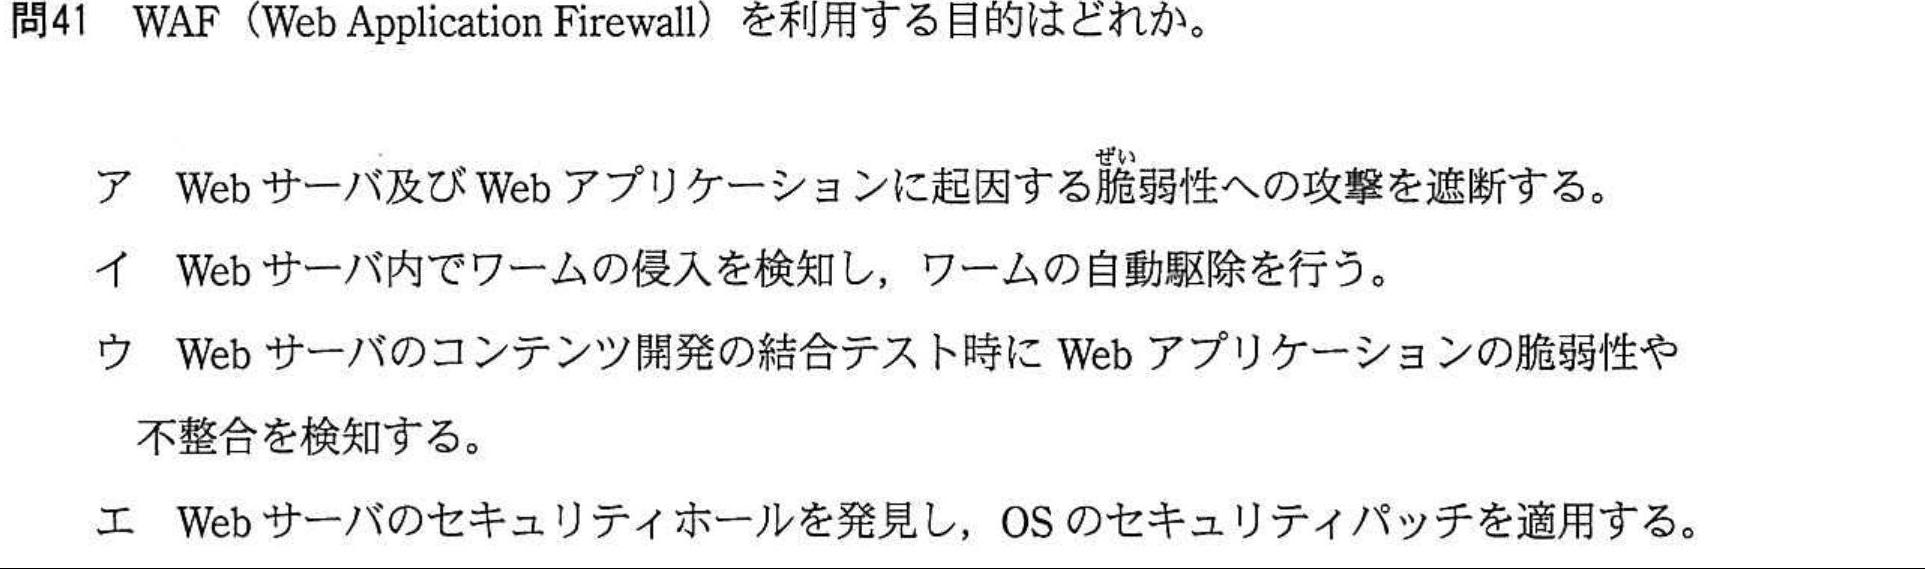 問41 WAF（Web Application Firewall）を利用する目的はどれか。
ぜい
ア Web サーバ及び Web アプリケーションに起因する脆弱性への攻撃を遮断する。
イ Web サーバ内でワームの侵入を検知し，ワームの自動駆除を行う。
ウ Web サーバのコンテンツ開発の結合テスト時に Web アプリケーションの脆弱性や
不整合を検知する。
エ Web サーバのセキュリティホールを発見し，OS のセキュリティパッチを適用する。